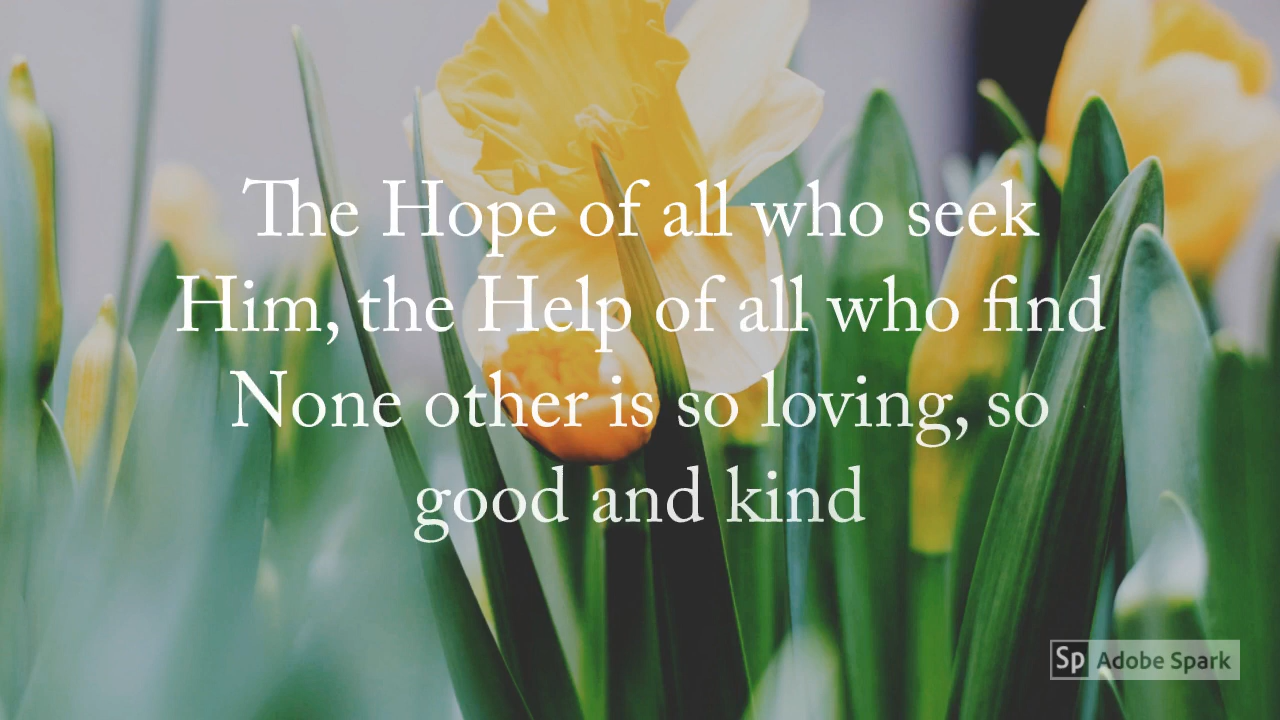 The Hope of all who seek
Him, the Help of all who find
None other is so loving, so
good and kind
Sp Adobe Spark